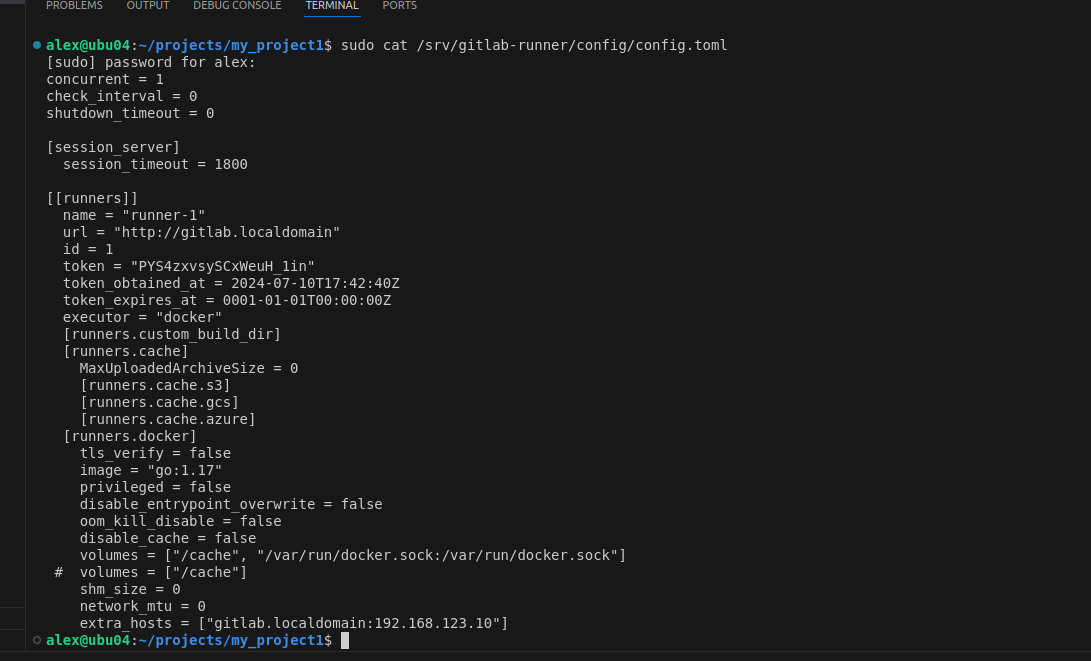 PROBLEMS OUTPUT DEBUG CONSOLE TERMINAL PORTS
alex@ubu04:~/projects/my_project1$ sudo cat /srv/gitlab-runner/config/config.toml
[sudo] password for alex:
concurrent = 1
check_interval = 0
shutdown_timeout = 0
[session_server]
session_timeout = 1800
[[runners]]
name = "runner-1"
url = "http://gitlab.localdomain"
id = 1
token = "PYS4zxvsySCxWeuH_1in"
token_obtained_at = 2024-07-10T17:42:40Z
token_expires_at = 0001-01-01T00:00:00Z
executor = "docker"
[runners.custom_build_dir]
[runners.cache]
MaxUploadedArchiveSize = 0
[runners.cache.s3]
[runners.cache.gcs]
[runners.cache.azure]
[runners.docker]
tls_verify = false
image = "go:1.17"
privileged = false
disable_entrypoint_overwrite = false
oom_kill_disable = false
disable_cache = false
volumes = ["/cache", "/var/run/docker.sock:/var/run/docker.sock"]
#  volumes = ["/cache"]
shm_size = 0
network_mtu = 0
extra_hosts = ["gitlab.localdomain:192.168.123.10"]
alex@ubu04:~/projects/my_project1$